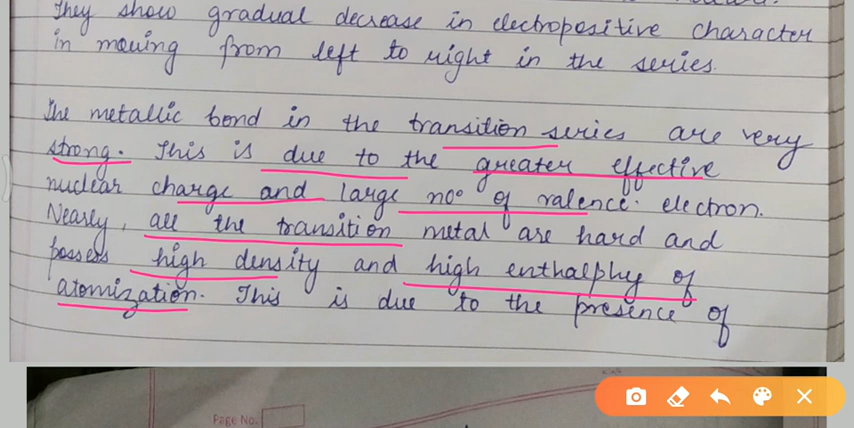 They show gradual decrease in electropositive character
in moving from left to right in the series.
The metallic bond in the transition series are very
strong. This is due to the greater effective
nuclear charge and large no° of valence. electron.
Nearly, all the transition metal are hard and
possess high density and high enthalphy of
atomization. This is due to the presence of
Page No.